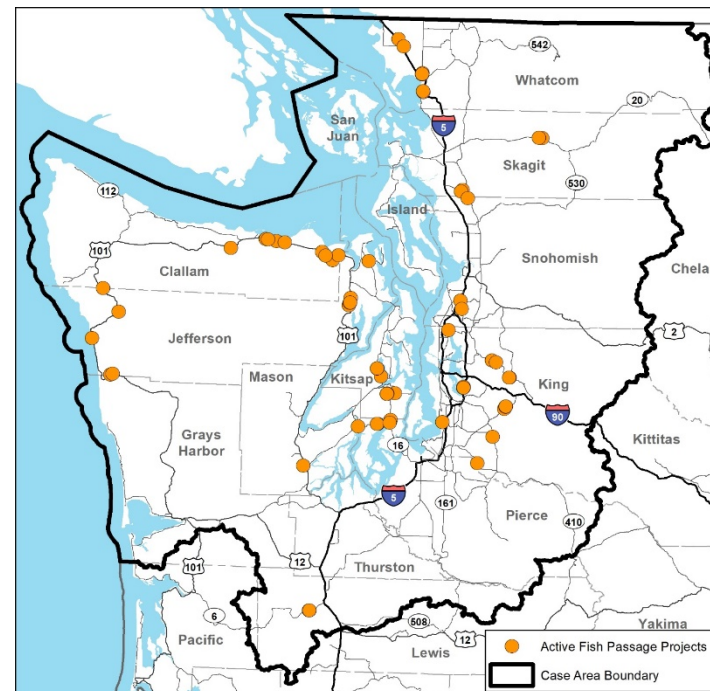 542
Whatcom
20
San
Juan
5
Skagit
530
112
Island
101
Clallam
Snohomish
Chela
Jefferson
2
101
Mason
Kitsap
King
90
Grays
Harbor
16
Kittitas
5
161
Pierce
410
12
Thurston
101
6
508
Yakima
Pacific
Lewis
12
Active Fish Passage Projects
Case Area Boundary